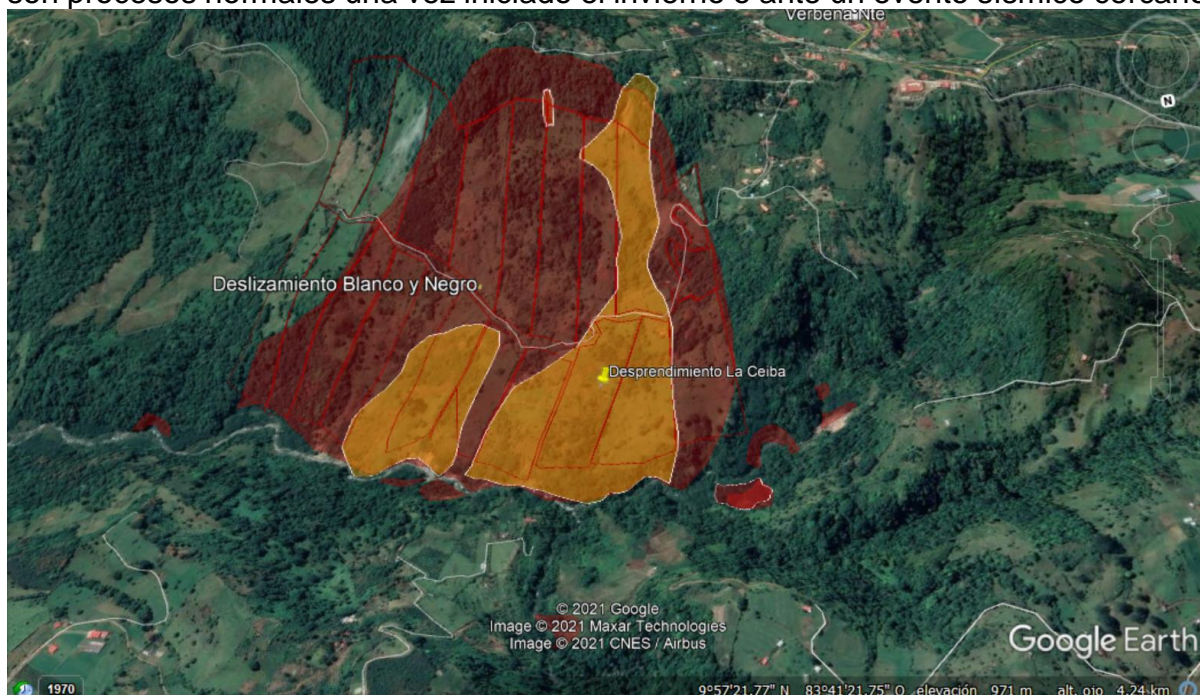 son procesos normales una vez iniciado el invierno o ante un evento sísmico cercano
Verbena Nte
N
Deslizamiento Blanco y Negro
Desprendimiento La Ceiba
© 2021 Google
Image © 2021 Maxar Technologies
Image © 2021 CNES / Airbus
Google Earth
1970
9°57'21.77" N 83°41'21.75" O elevación 971 m alt. ojo 4.24 km